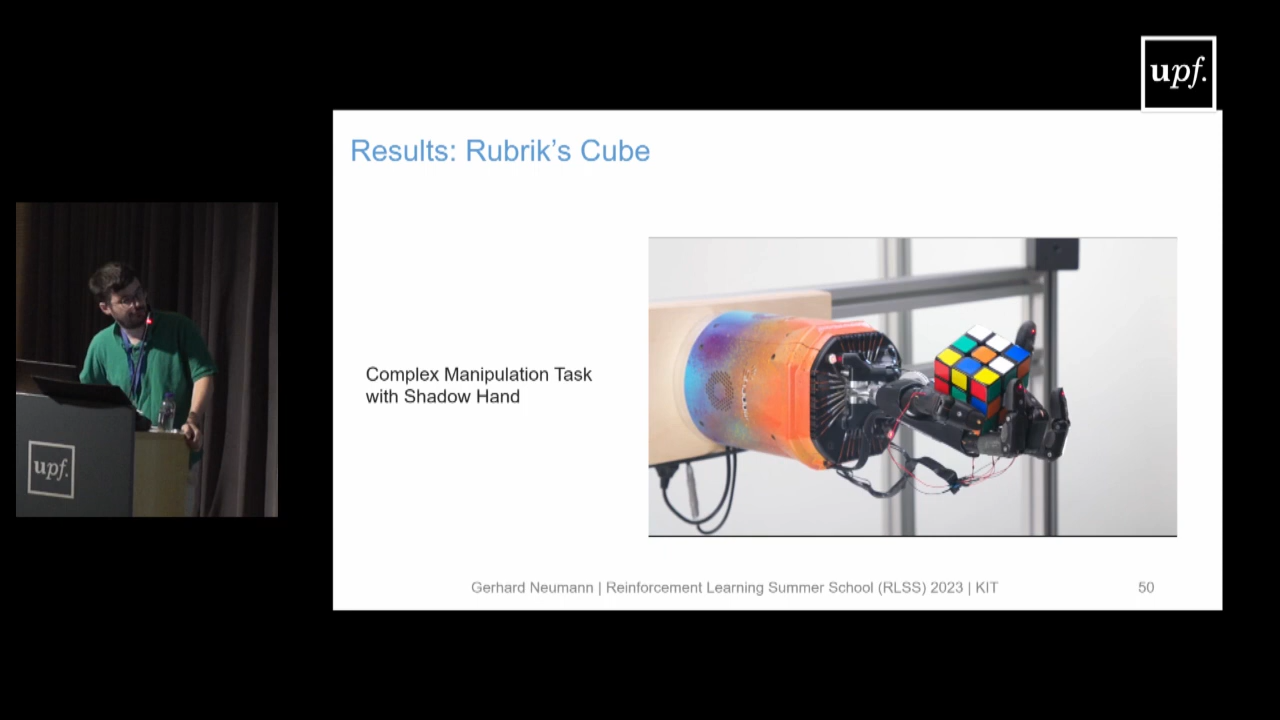 upf.
Results: Rubrik's Cube
Complex Manipulation Task
with Shadow Hand
upf.
Gerhard Neumann | Reinforcement Learning Summer School (RLSS) 2023 | KIT
50